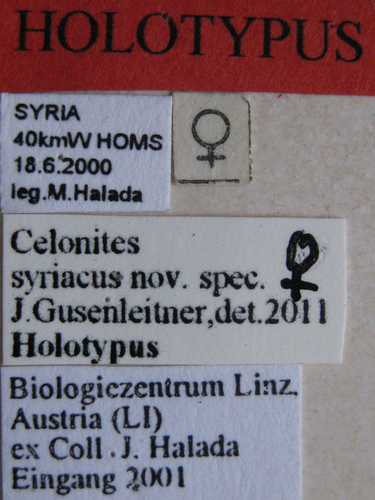 HOLOTYPUS
SYRIA
40kmW HOMS
18.6.2000
leg.M.Halada
♀
Celonites ♀
syriacus nov. spec.
J.Gusenleitner,det.2011
Holotypus
Biologiezentrum Linz,
Austria (LI)
ex Coll .J. Halada
Eingang 2001